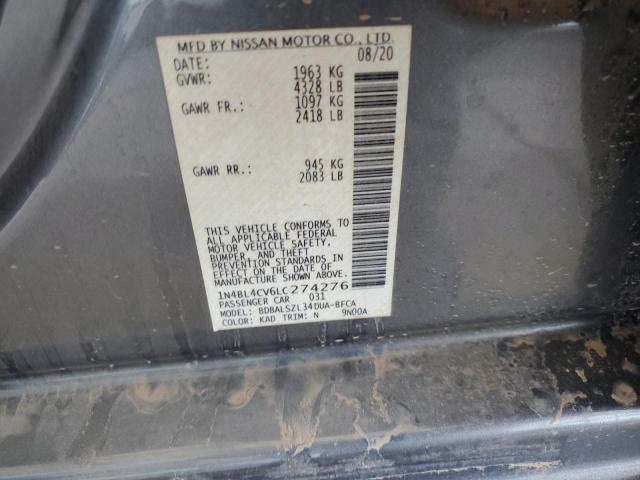 MFD BY NISSAN MOTOR CO., LTD.
DATE: 08/20
GVWR: 1963 KG
4328 LB
GAWR FR.: 1097 KG
2418 LB
GAWR RR.: 945 KG
2083 LB
THIS VEHICLE CONFORMS TO
ALL APPLICABLE FEDERAL
MOTOR VEHICLE SAFETY,
BUMPER, AND THEFT
PREVENTION STANDARDS IN
EFFECT ON THE DATE OF
MANUFACTURE SHOWN ABOVE.
1N4BL4CV6LC274276
PASSENGER CAR 031
MODEL: BDBALSZL34DUA-BFCA
COLOR: KAD TRIM: N 9N00A